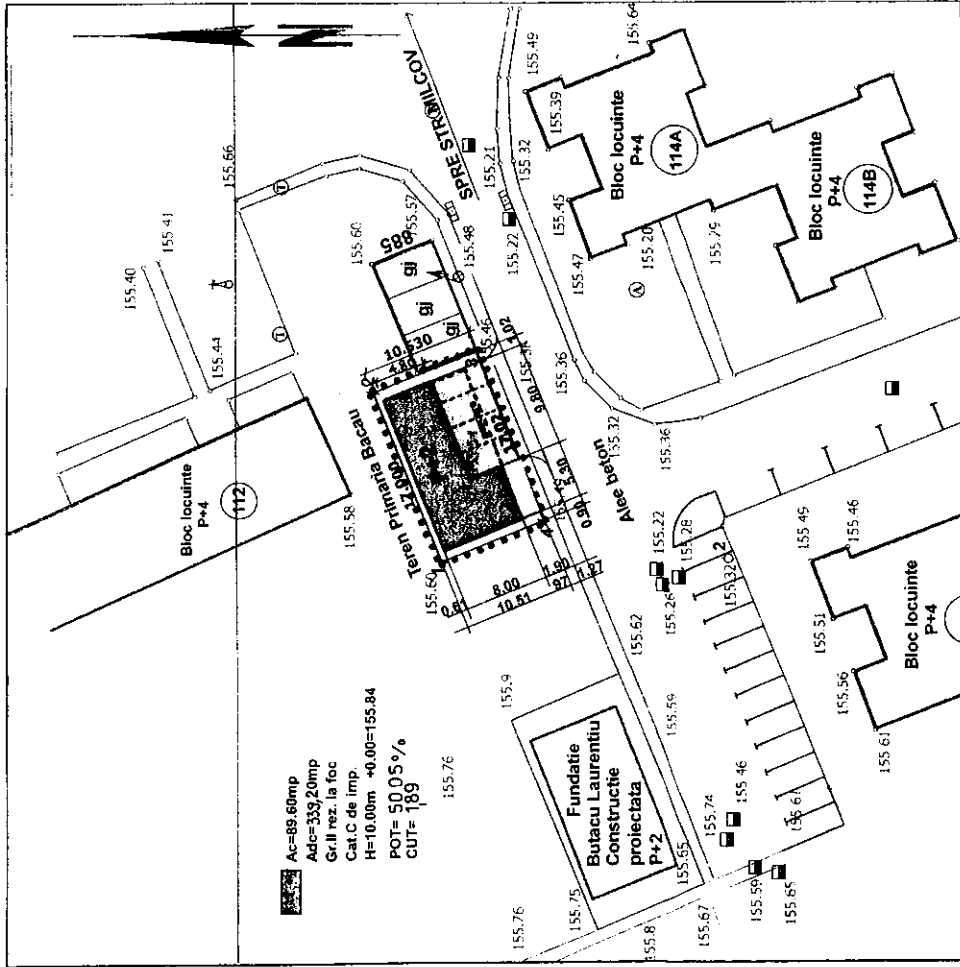 155.64
155.49
155.66
155.41
155.40
SPRE STR.MILCOV
155.39
155.21
155.32
Bloc locuinte
P+4
114A
155.60
155.57
885
155.48
155.22
155.45
155.47
155.20
155.79
Bloc locuinte
P+4
114B
155.44
gj
gj
gj
10.530
4.80
155.46
1.02
Teren Primaria Bacau
17.900
9.80
155.36
Bloc locuinte
P+4
112
155.58
155.36
5.30
0.90
Alee beton
155.60
0.61
8.00
10.51
1.90
97
1.27
155.22
155.28
155.26
155.49
155.46
155.62
155.51
Bloc locuinte
P+4
155.9
155.59
155.56
155.61
Ac=89.60mp
Adc=339,20mp
Gr.II rez. la foc
Cat.C de imp.
H=10.00m +0.00=155.84
POT= 50.05%
CUT= 1,89
155.76
Fundatie
Butacu Laurentiu
Constructie
proiectata
P+2
155.74
155 46
155.65
155.75
155.76
155.8
155.67
155.59
155.65